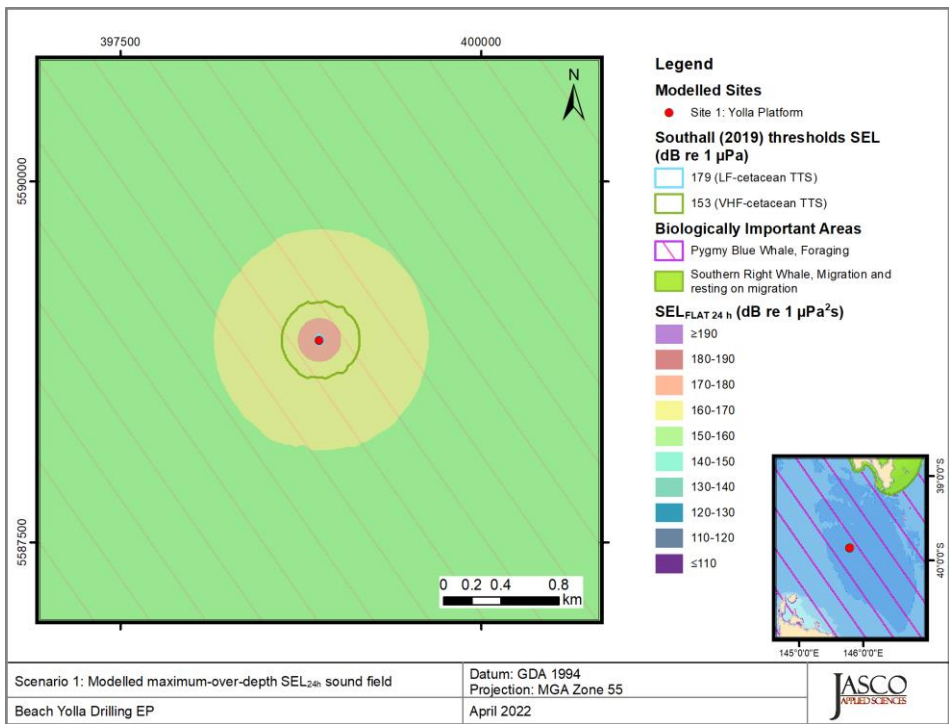 397500
400000
5590000
5587500
N
0 0.2 0.4 0.8
km
Legend
Modelled Sites
Site 1: Yolla Platform
Southall (2019) thresholds SEL
(dB re 1 µPa)
179 (LF-cetacean TTS)
153 (VHF-cetacean TTS)
Biologically Important Areas
Pygmy Blue Whale, Foraging
Southern Right Whale, Migration and
resting on migration
SELFLAT 24 h (dB re 1 µPa²s)
≥190
180-190
170-180
160-170
150-160
140-150
130-140
120-130
110-120
≤110
39°0'0"S
40°0'0"S
145°0'0"E 146°0'0"E
Scenario 1: Modelled maximum-over-depth SEL24h sound field
Beach Yolla Drilling EP
Datum: GDA 1994
Projection: MGA Zone 55
April 2022
JASCO
APPLIED SCIENCES